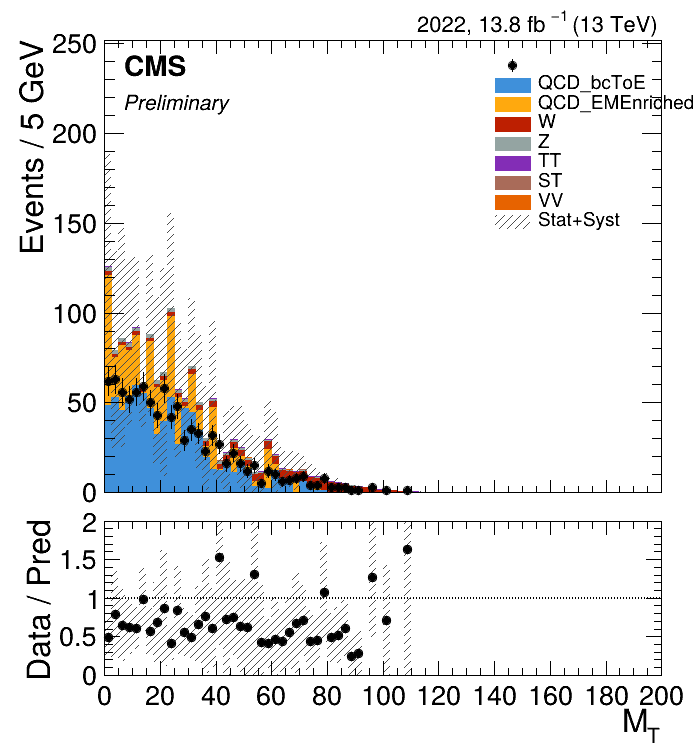 2022, 13.8 fb⁻¹ (13 TeV)
CMS
Preliminary
Events / 5 GeV
250
200
150
100
50
0
QCD_bcToE
QCD_EMEnriched
W
Z
TT
ST
VV
Stat+Syst
Data / Pred
2
1.5
1
0.5
0
0 20 40 60 80 100 120 140 160 180 200
M_T